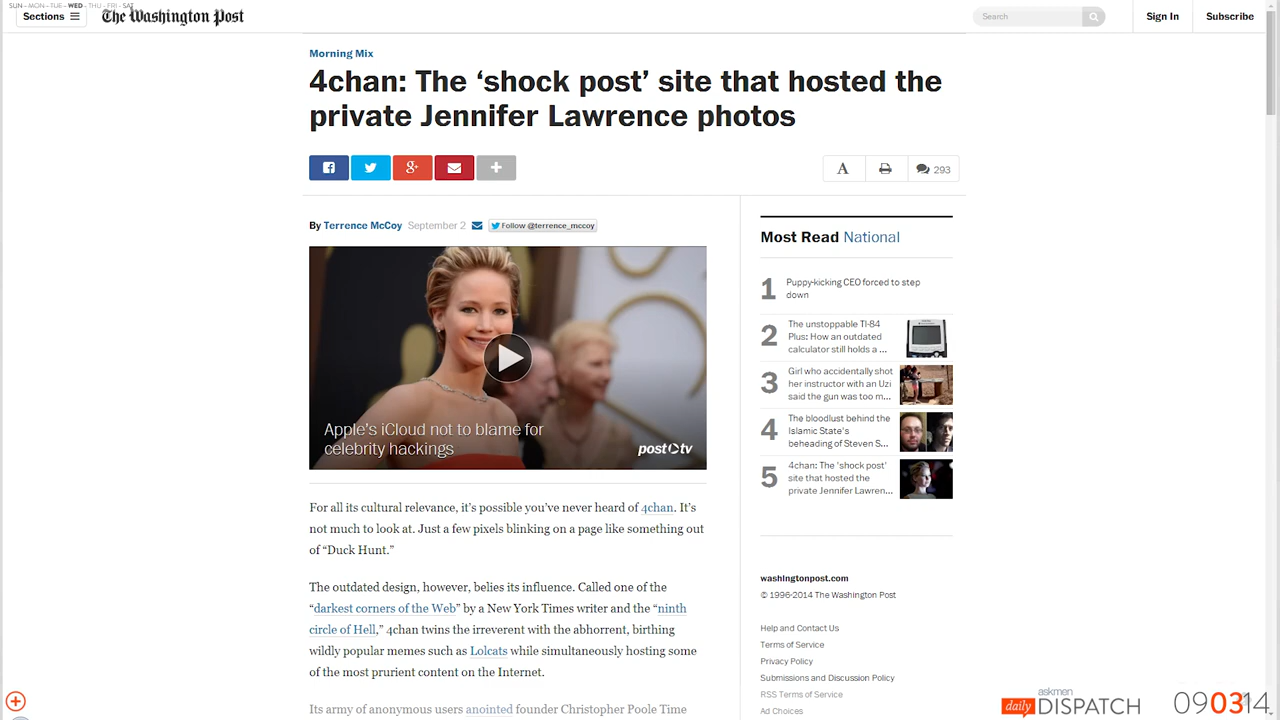 SUN - MON - TUE - WED - THU - FRI - SAT
Sections
The Washington Post
Search
Sign In
Subscribe
Morning Mix
4chan: The ‘shock post’ site that hosted the
private Jennifer Lawrence photos
A
293
By Terrence McCoy September 2
Follow @terrence_mccoy
Apple's iCloud not to blame for
celebrity hackings
post tv
For all its cultural relevance, it’s possible you’ve never heard of 4chan. It’s
not much to look at. Just a few pixels blinking on a page like something out
of “Duck Hunt.”
The outdated design, however, belies its influence. Called one of the
“darkest corners of the Web” by a New York Times writer and the “ninth
circle of Hell,” 4chan twins the irreverent with the abhorrent, birthing
wildly popular memes such as Lolcats while simultaneously hosting some
of the most prurient content on the Internet.
Its army of anonymous users anointed founder Christopher Poole Time
Most Read National
1
Puppy-kicking CEO forced to step
down
2
The unstoppable TI-84
Plus: How an outdated
calculator still holds a ...
3
Girl who accidentally shot
her instructor with an Uzi
said the gun was too m...
4
The bloodlust behind the
Islamic State's
beheading of Steven S...
5
4chan: The 'shock post'
site that hosted the
private Jennifer Lawren...
washingtonpost.com
© 1996-2014 The Washington Post
Help and Contact Us
Terms of Service
Privacy Policy
Submissions and Discussion Policy
RSS Terms of Service
Ad Choices
askmen
daily DISPATCH
090314